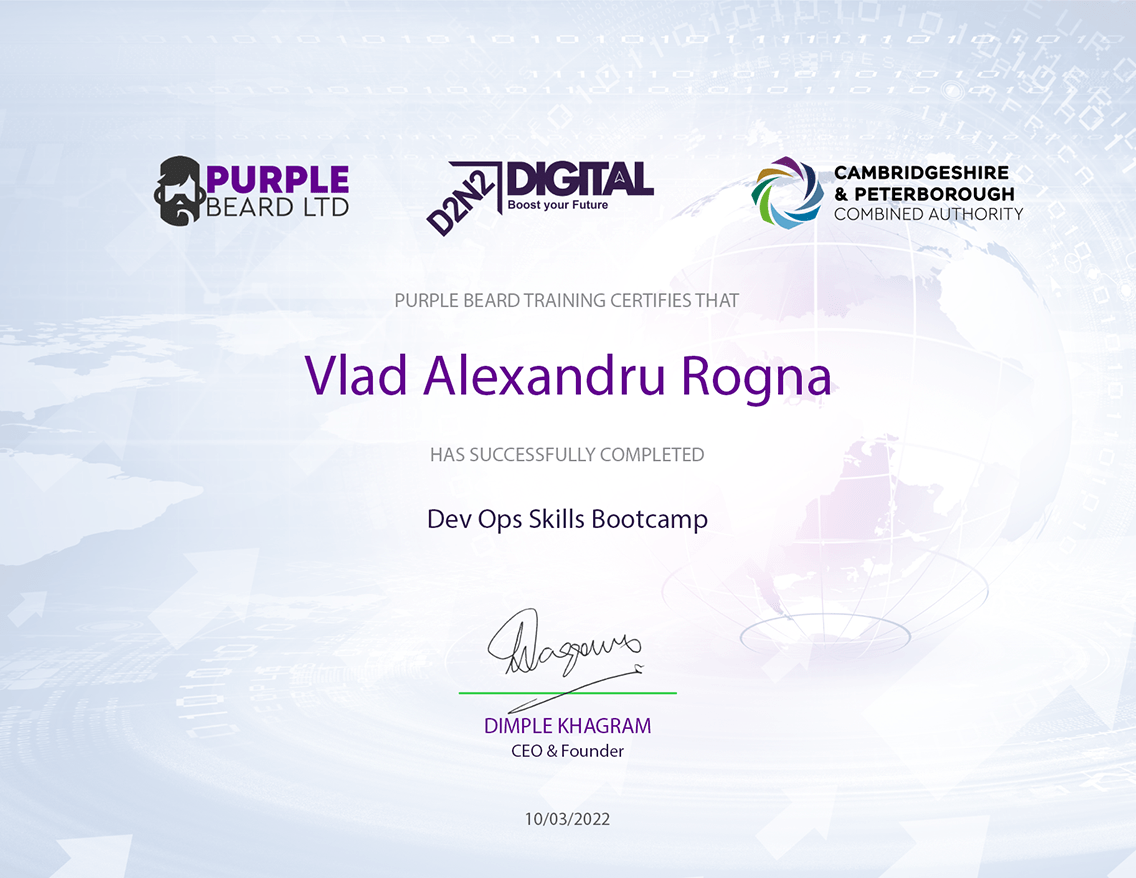 PURPLE
BEARD LTD
D2N2
DIGITAL
Boost your Future
CAMBRIDGESHIRE
& PETERBOROUGH
COMBINED AUTHORITY
PURPLE BEARD TRAINING CERTIFIES THAT
Vlad Alexandru Rogna
HAS SUCCESSFULLY COMPLETED
Dev Ops Skills Bootcamp
DIMPLE KHAGRAM
CEO & Founder
10/03/2022